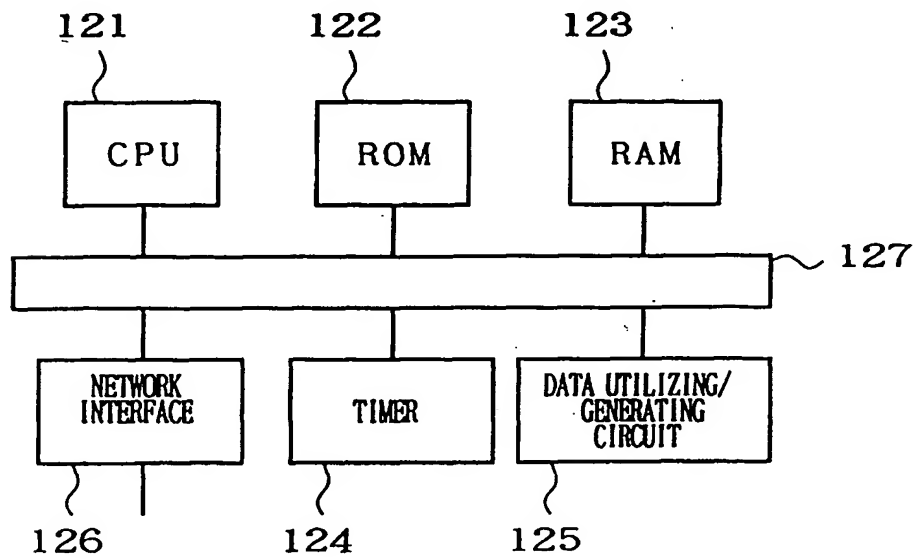 121 122 123
CPU ROM RAM
127
NETWORK INTERFACE
TIMER
DATA UTILIZING/
GENERATING
CIRCUIT
126 124 125